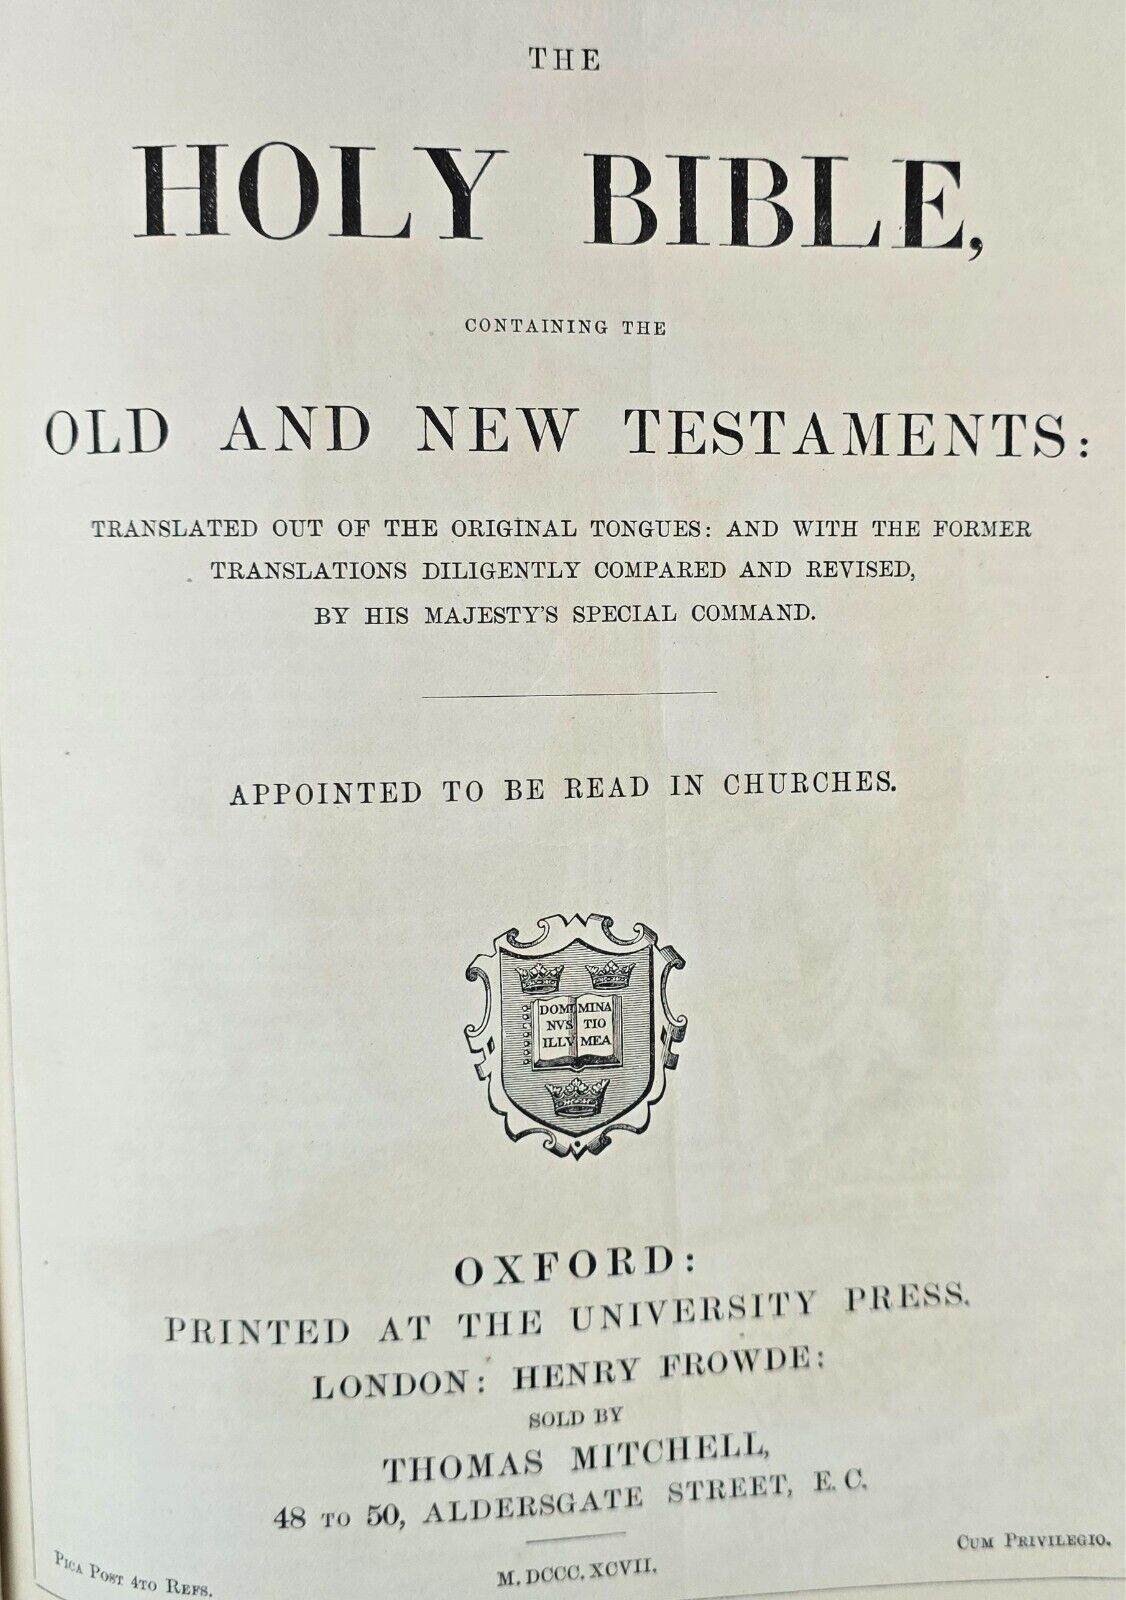 THE
HOLY BIBLE,
CONTAINING THE
OLD AND NEW TESTAMENTS:
TRANSLATED OUT OF THE ORIGINAL TONGUES: AND WITH THE FORMER
TRANSLATIONS DILIGENTLY COMPARED AND REVISED,
BY HIS MAJESTY'S SPECIAL COMMAND.
APPOINTED TO BE READ IN CHURCHES.
DOMI MINA
NVS TIO
ILLV MEA
OXFORD:
PRINTED AT THE UNIVERSITY PRESS.
LONDON: HENRY FROWDE:
SOLD BY
THOMAS MITCHELL,
48 TO 50, ALDERSGATE STREET, E.C.
M.DCCC.XCVII.
PICA POST 4TO REFS.
CUM PRIVILEGIO.